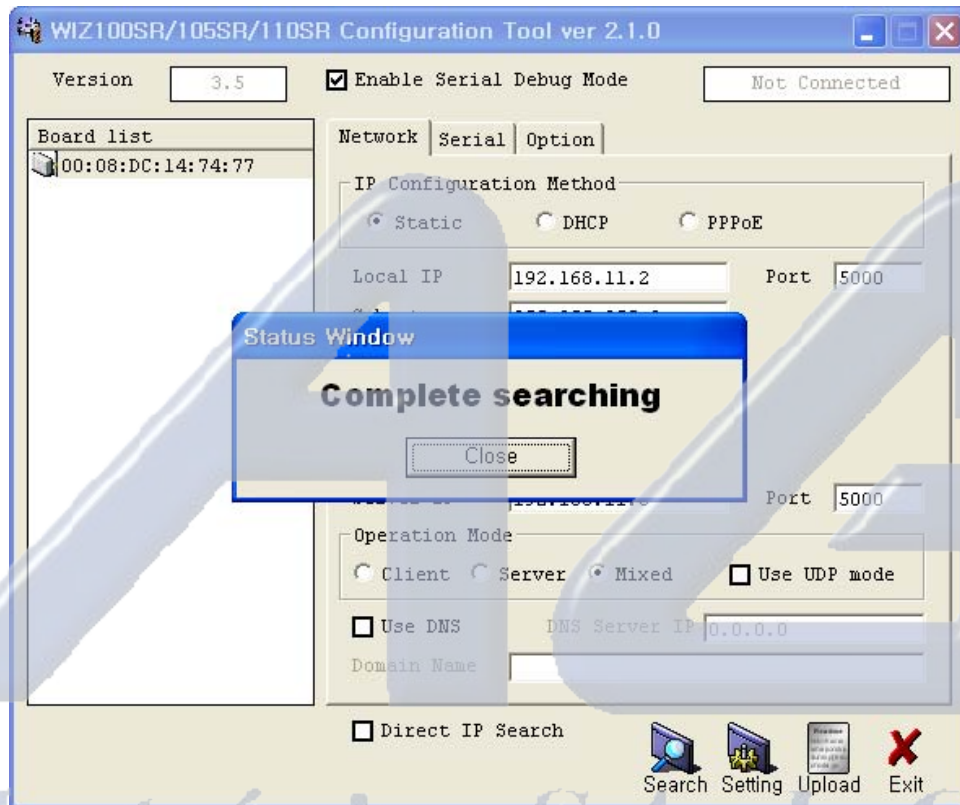 WIZ100SR/105SR/110SR Configuration Tool ver 2.1.0
Version 3.5 Enable Serial Debug Mode Not Connected
Board list
00:08:DC:14:74:77
Network Serial Option
IP Configuration Method
Static DHCP PPPoE
Local IP 192.168.11.2 Port 5000
Status Window
Complete searching
Close
Port 5000
Operation Mode
Client Server Mixed Use UDP mode
Use DNS DNS Server IP 0.0.0.0
Domain Name
Direct IP Search
Search Setting Upload Exit